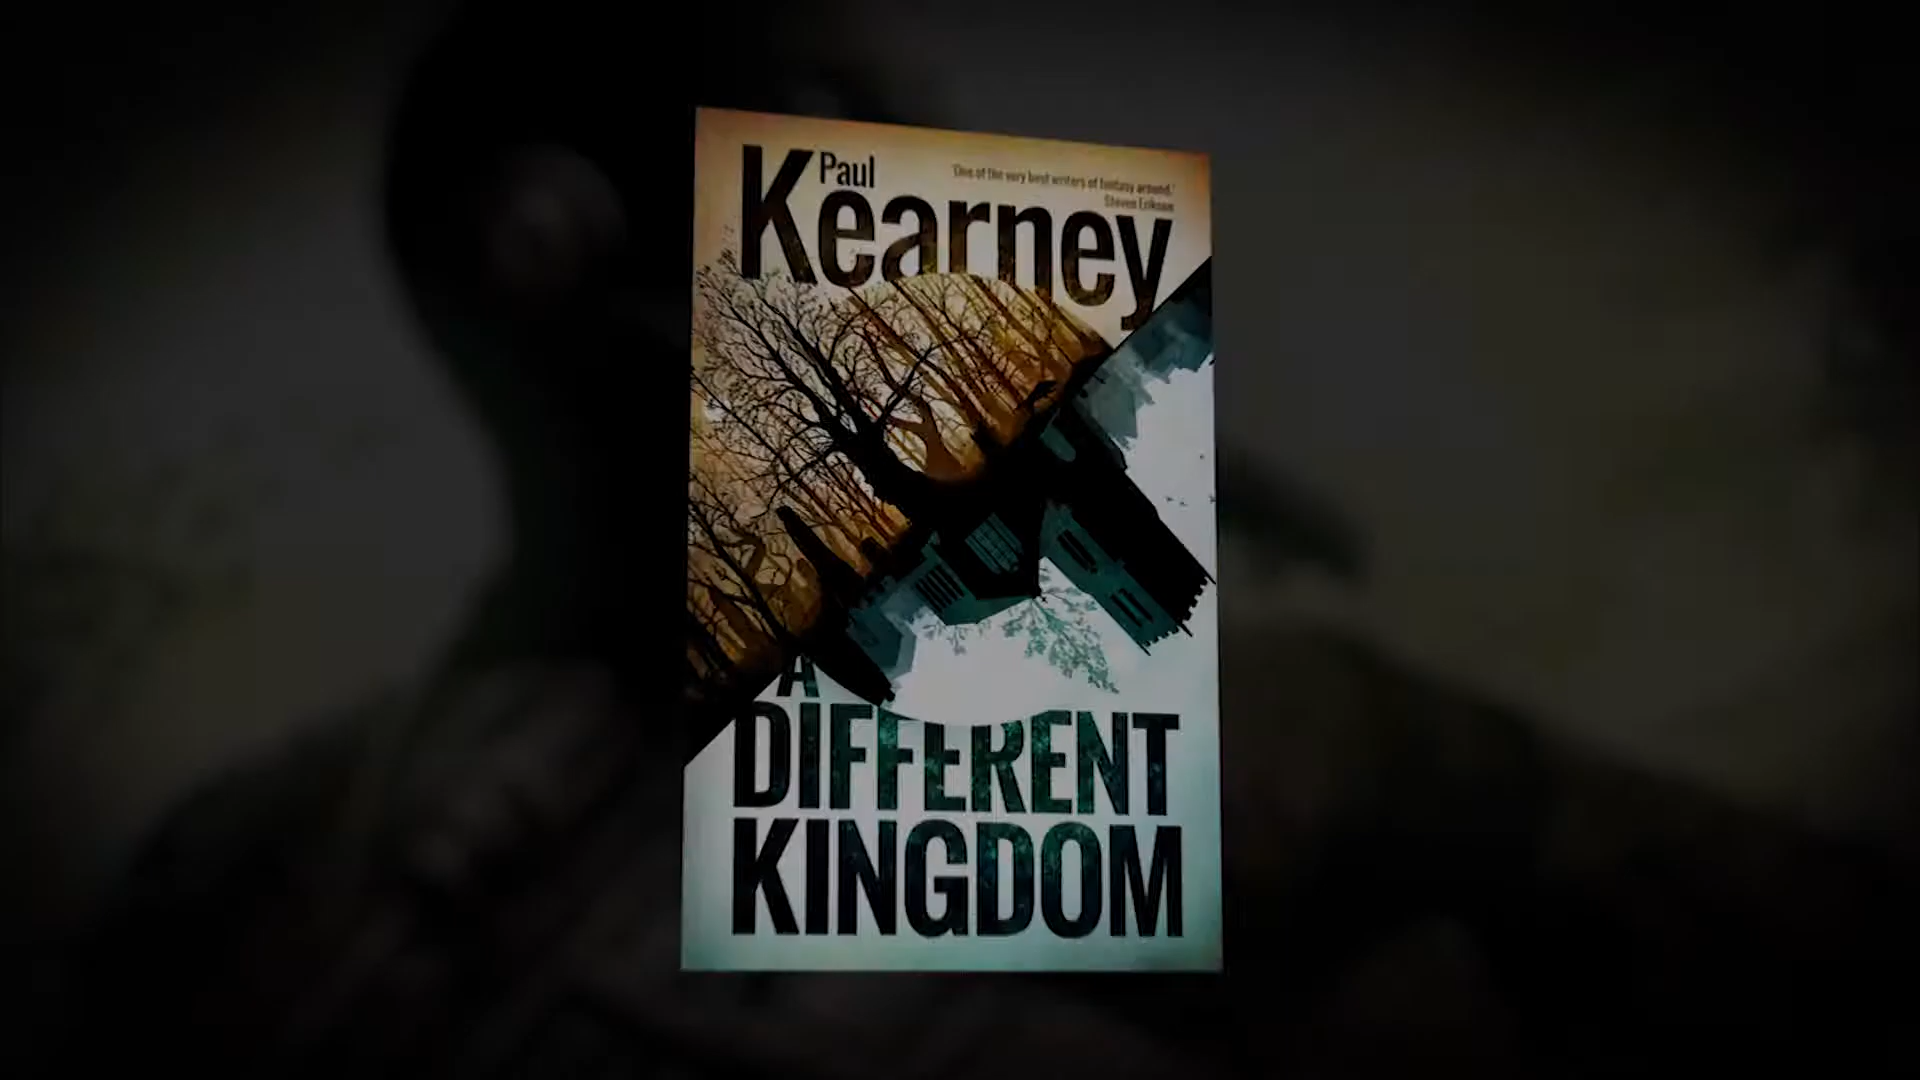 Paul
Kearney
'One of the very best writers of fantasy around.'
Steven Erikson
A
DIFFERENT
KINGDOM